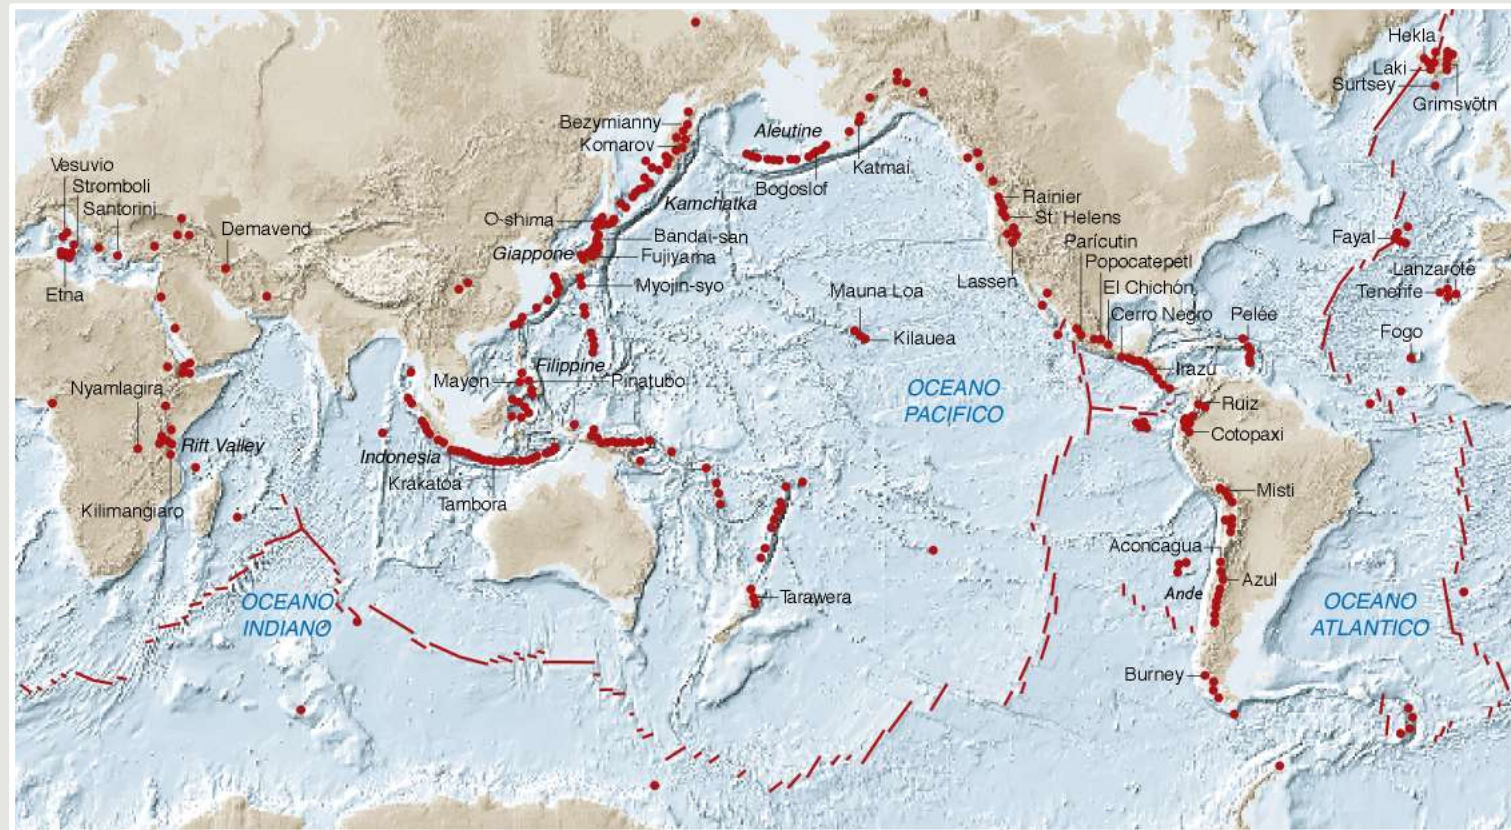 Hekla
Laki
Surtsey
Grimsvötn
Bezymianny
Komarov
Aleutine
Katmai
Bogoslof
Vesuvio
Stromboli
Santorini
Demavend
Etna
Kamchatka
O-shima
Bandai-san
Giappone
Fujiyama
Myojin-syo
Rainier
St. Helens
Parícutin
Popocatepetl
Lassen
El Chichón
Cerro Negro
Pelée
Fayal
Lanzarote
Tenerife
Fogo
Mauna Loa
Kilauea
Irazú
Filippine
Mayon
Pinatubo
Nyamlagira
OCEANO
PACIFICO
Ruiz
Cotopaxi
Rift Valley
Indonesia
Krakatoa
Tambora
Kilimangiaro
Misti
Aconcagua
Azul
Ande
Tarawera
OCEANO
INDIANO
OCEANO
ATLANTICO
Burney